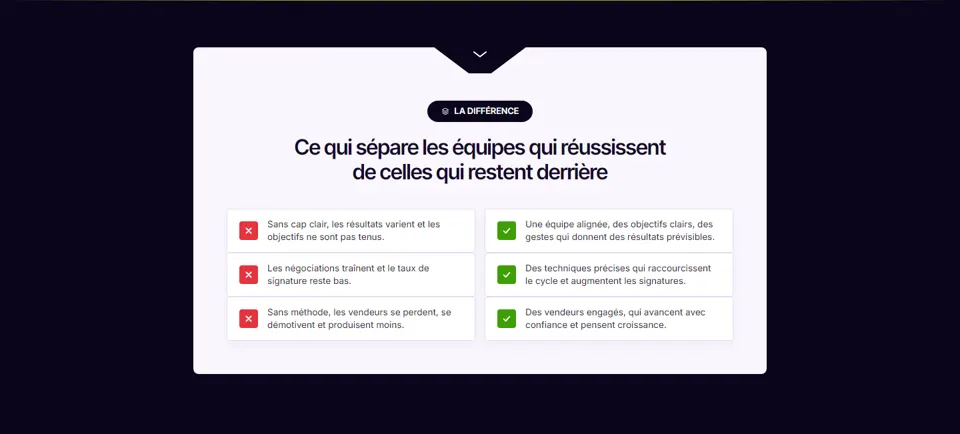 LA DIFFÉRENCE
Ce qui sépare les équipes qui réussissent
de celles qui restent derrière
Sans cap clair, les résultats varient et les
objectifs ne sont pas tenus.
Une équipe alignée, des objectifs clairs, des
gestes qui donnent des résultats prévisibles.
Les négociations traînent et le taux de
signature reste bas.
Des techniques précises qui raccourcissent
le cycle et augmentent les signatures.
Sans méthode, les vendeurs se perdent, se
démotivent et produisent moins.
Des vendeurs engagés, qui avancent avec
confiance et pensent croissance.